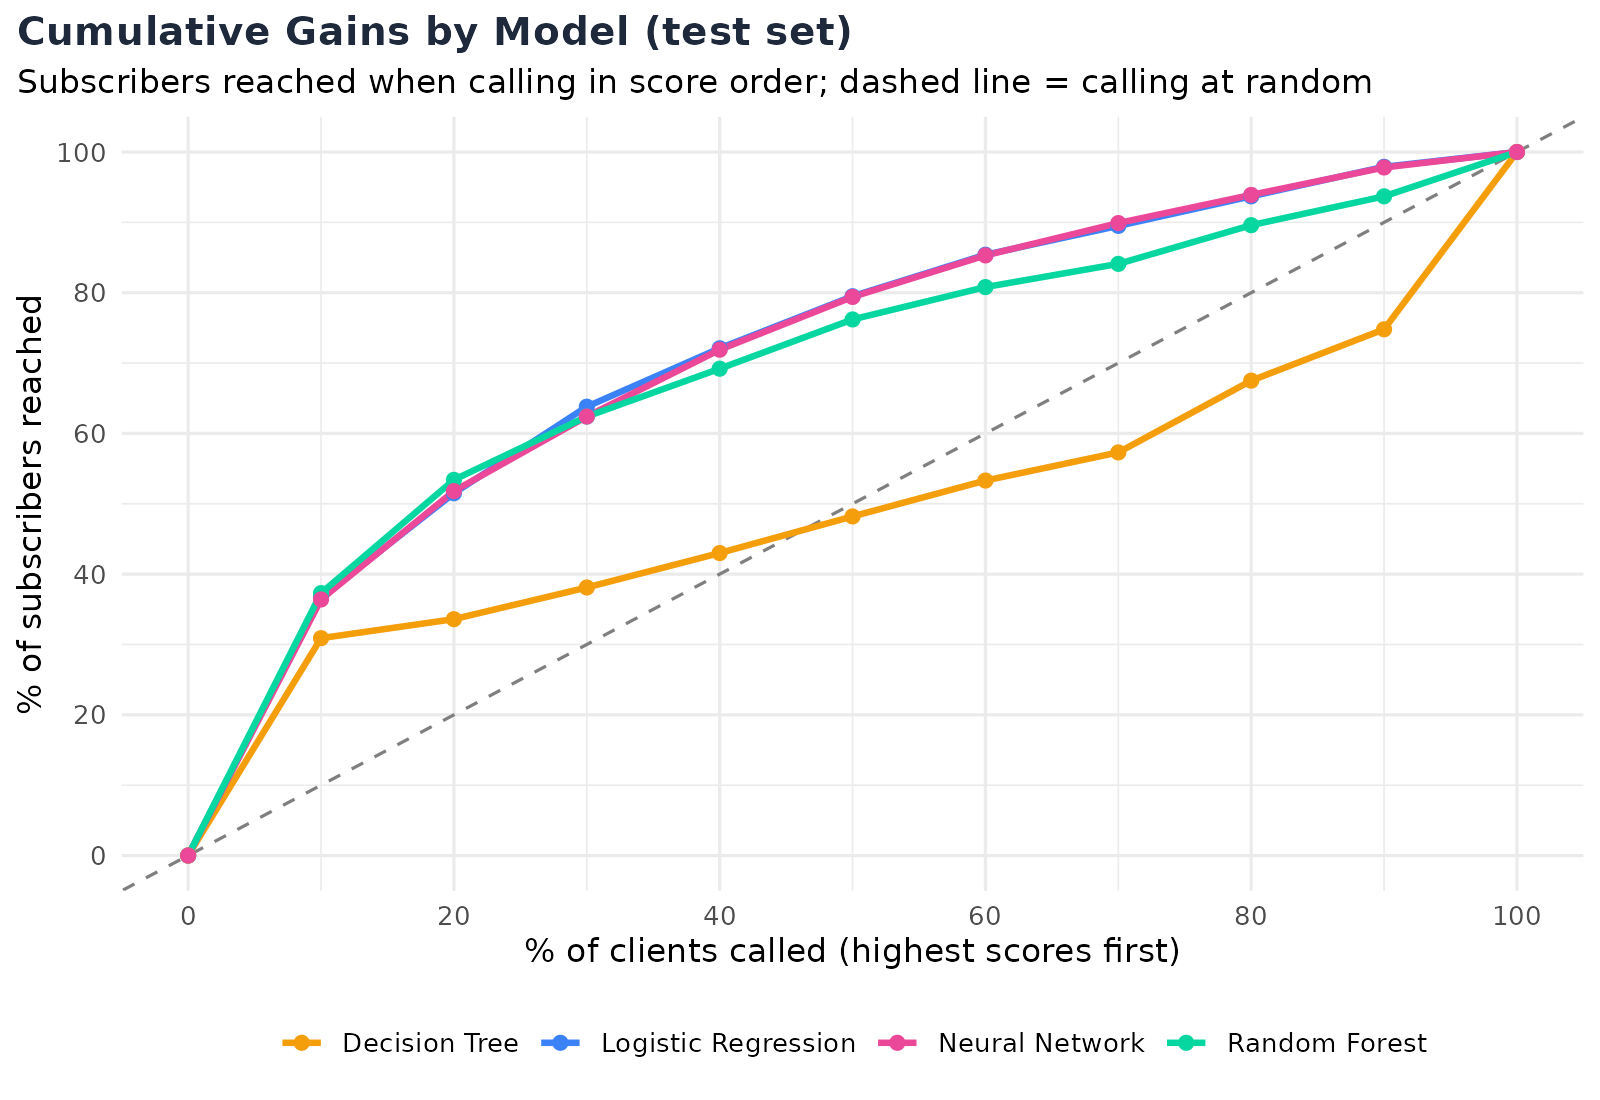 Cumulative Gains by Model (test set)
Subscribers reached when calling in score order; dashed line = calling at random
% of subscribers reached
100
80
60
40
20
0
0 20 40 60 80 100
% of clients called (highest scores first)
Decision Tree Logistic Regression Neural Network Random Forest